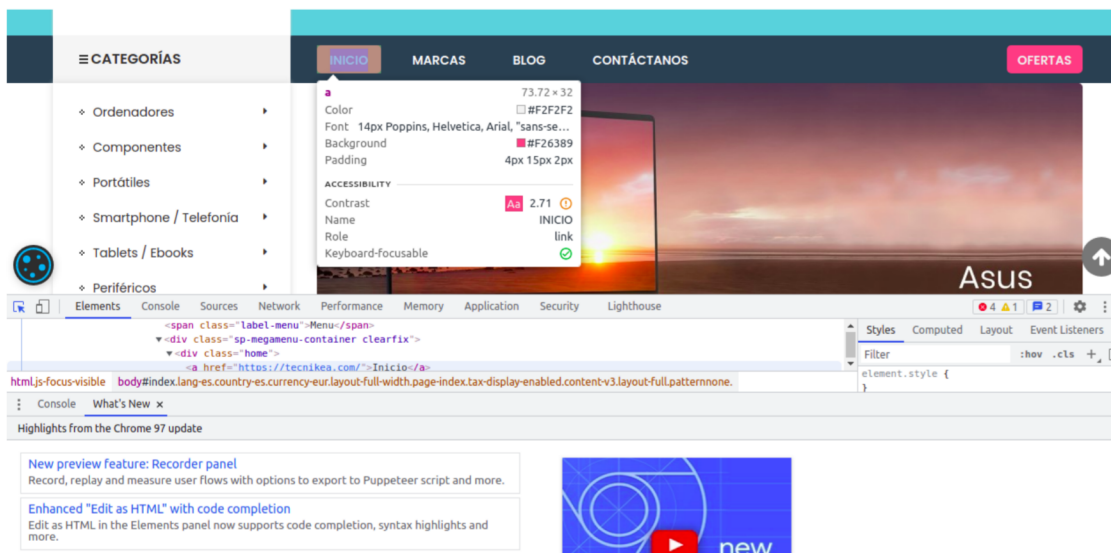 ≡CATEGORÍAS
INICIO
MARCAS
BLOG
CONTÁCTANOS
OFERTAS
Ordenadores
Componentes
Portátiles
Smartphone / Telefonía
Tablets / Ebooks
Periféricos
a 73.72 × 32
Color #F2F2F2
Font 14px Poppins, Helvetica, Arial, "sans-se...
Background #F26389
Padding 4px 15px 2px
ACCESSIBILITY
Contrast Aa 2.71
Name INICIO
Role link
Keyboard-focusable
Asus
Elements Console Sources Network Performance Memory Application Security Lighthouse 4 1 2
<span class="label-menu">Menu</span>
▼<div class="sp-megamenu-container clearfix">
▼<div class="home">
<a href="https://tecnikea.com/">Inicio</a>
html.js-focus-visible body#index.lang-es.country-es.currency-eur.layout-full-width.page-index.tax-display-enabled.content-v3.layout-full.patternnone.
Styles Computed Layout Event Listeners
Filter :hov .cls +
element.style {
}
Console What's New ×
Highlights from the Chrome 97 update
New preview feature: Recorder panel
Record, replay and measure user flows with options to export to Puppeteer script and more.
Enhanced "Edit as HTML" with code completion
Edit as HTML in the Elements panel now supports code completion, syntax highlights and
more.
new